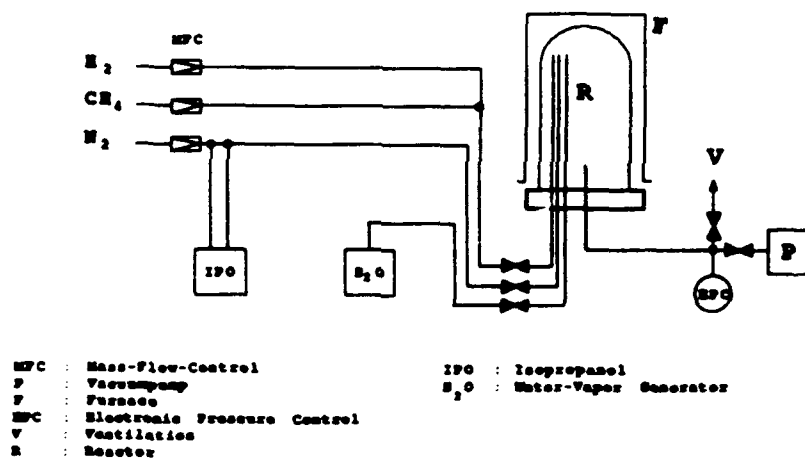 MFC
H₂
CH₄
N₂
F
R
V
P
EPC
IPO
H₂O
MFC : Mass-Flow-Control
P : Vacuumpump
F : Furnace
EPC : Electronic Pressure Control
V : Ventilation
R : Reactor
IPO : Isopropanol
H₂O : Water-Vapor Generator